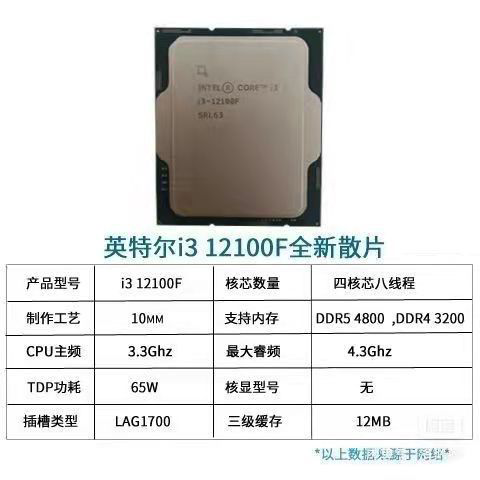 INTEL® CORE™ i3
i3-12100F
SRL63
英特尔i3 12100F全新散片
产品型号 i3 12100F 核芯数量 四核芯八线程
制作工艺 10MM 支持内存 DDR5 4800 ,DDR4 3200
CPU主频 3.3Ghz 最大睿频 4.3Ghz
TDP功耗 65W 核显型号 无
插槽类型 LAG1700 三级缓存 12MB
*以上数据来源于网络*